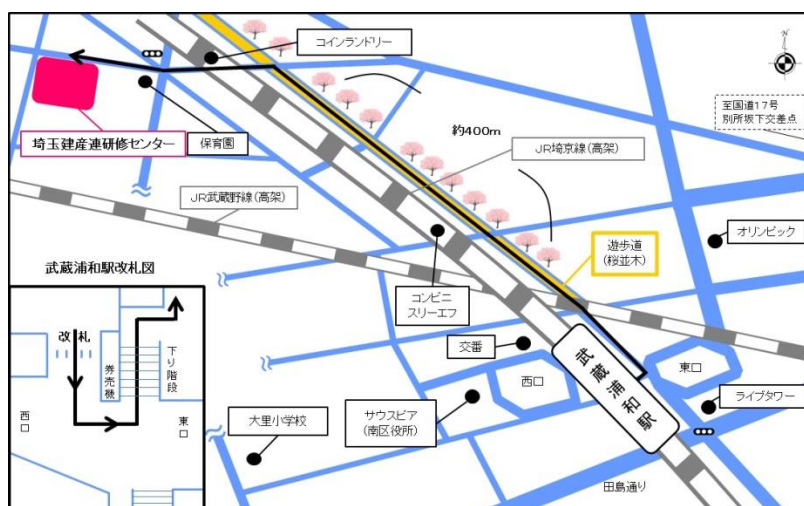 コインランドリー
至国道17号
別所坂下交差点
約400m
保育園
埼玉建産連研修センター
JR埼京線(高架)
JR武蔵野線(高架)
オリンピック
遊歩道
(桜並木)
武蔵浦和駅改札図
コンビニ
スリーエフ
改札
券売機
下り階段
西口
東口
交番
西口
武蔵浦和駅
東口
サウスピア
(南区役所)
ライブタワー
大里小学校
田島通り